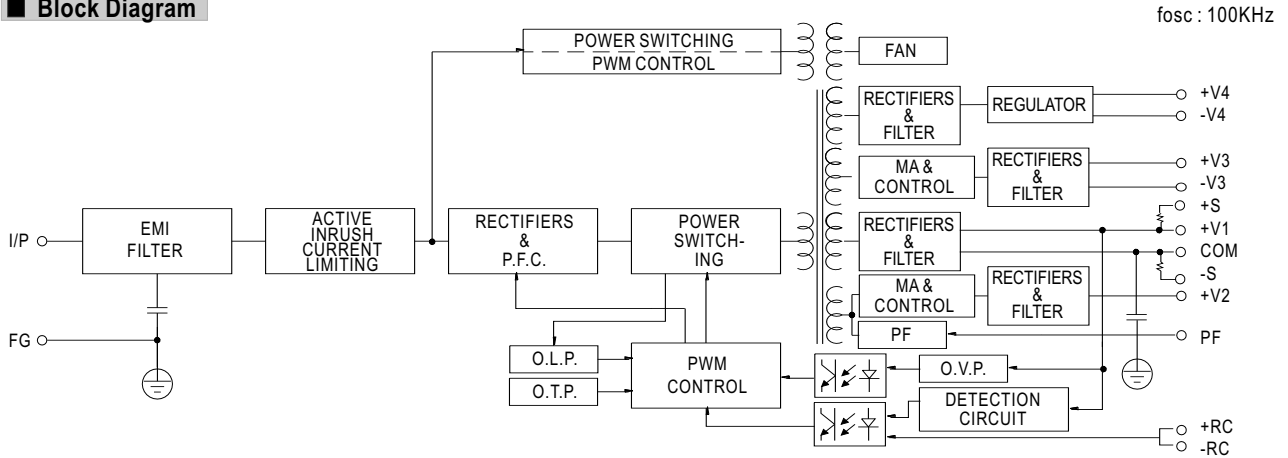 ■ Block Diagram
fosc : 100KHz
POWER SWITCHING
PWM CONTROL
FAN
RECTIFIERS
&
FILTER
REGULATOR
+V4
-V4
MA &
CONTROL
RECTIFIERS
&
FILTER
+V3
-V3
I/P
EMI
FILTER
ACTIVE
INRUSH
CURRENT
LIMITING
RECTIFIERS
&
P.F.C.
POWER
SWITCH-
ING
RECTIFIERS
&
FILTER
+S
+V1
COM
-S
MA &
CONTROL
RECTIFIERS
&
FILTER
+V2
PF
PF
FG
O.L.P.
O.T.P.
PWM
CONTROL
O.V.P.
DETECTION
CIRCUIT
+RC
-RC